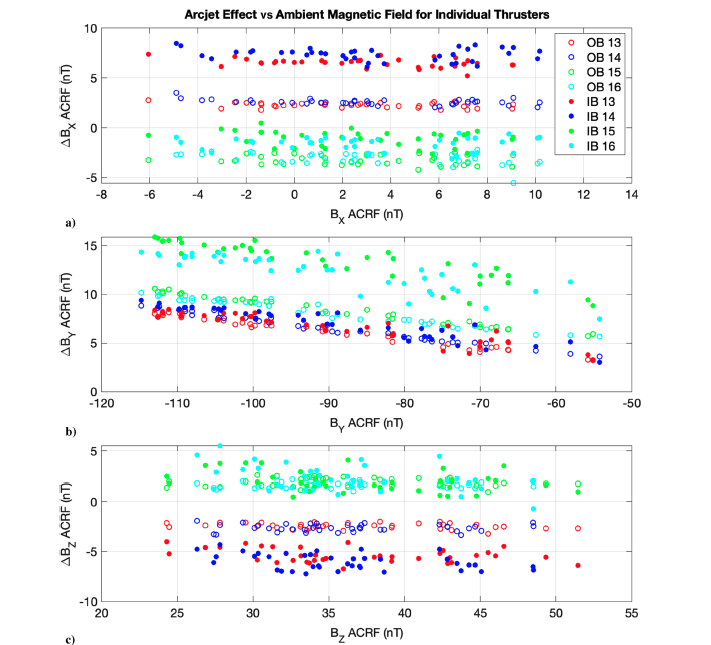 Arcjet Effect vs Ambient Magnetic Field for Individual Thrusters
10
5
0
-5
ΔB_X ACRF (nT)
-8 -6 -4 -2 0 2 4 6 8 10 12 14
B_X ACRF (nT)
a)
OB 13
OB 14
OB 15
OB 16
IB 13
IB 14
IB 15
IB 16
15
10
5
0
ΔB_Y ACRF (nT)
-120 -110 -100 -90 -80 -70 -60 -50
B_Y ACRF (nT)
b)
5
0
-5
-10
ΔB_Z ACRF (nT)
20 25 30 35 40 45 50 55
B_Z ACRF (nT)
c)